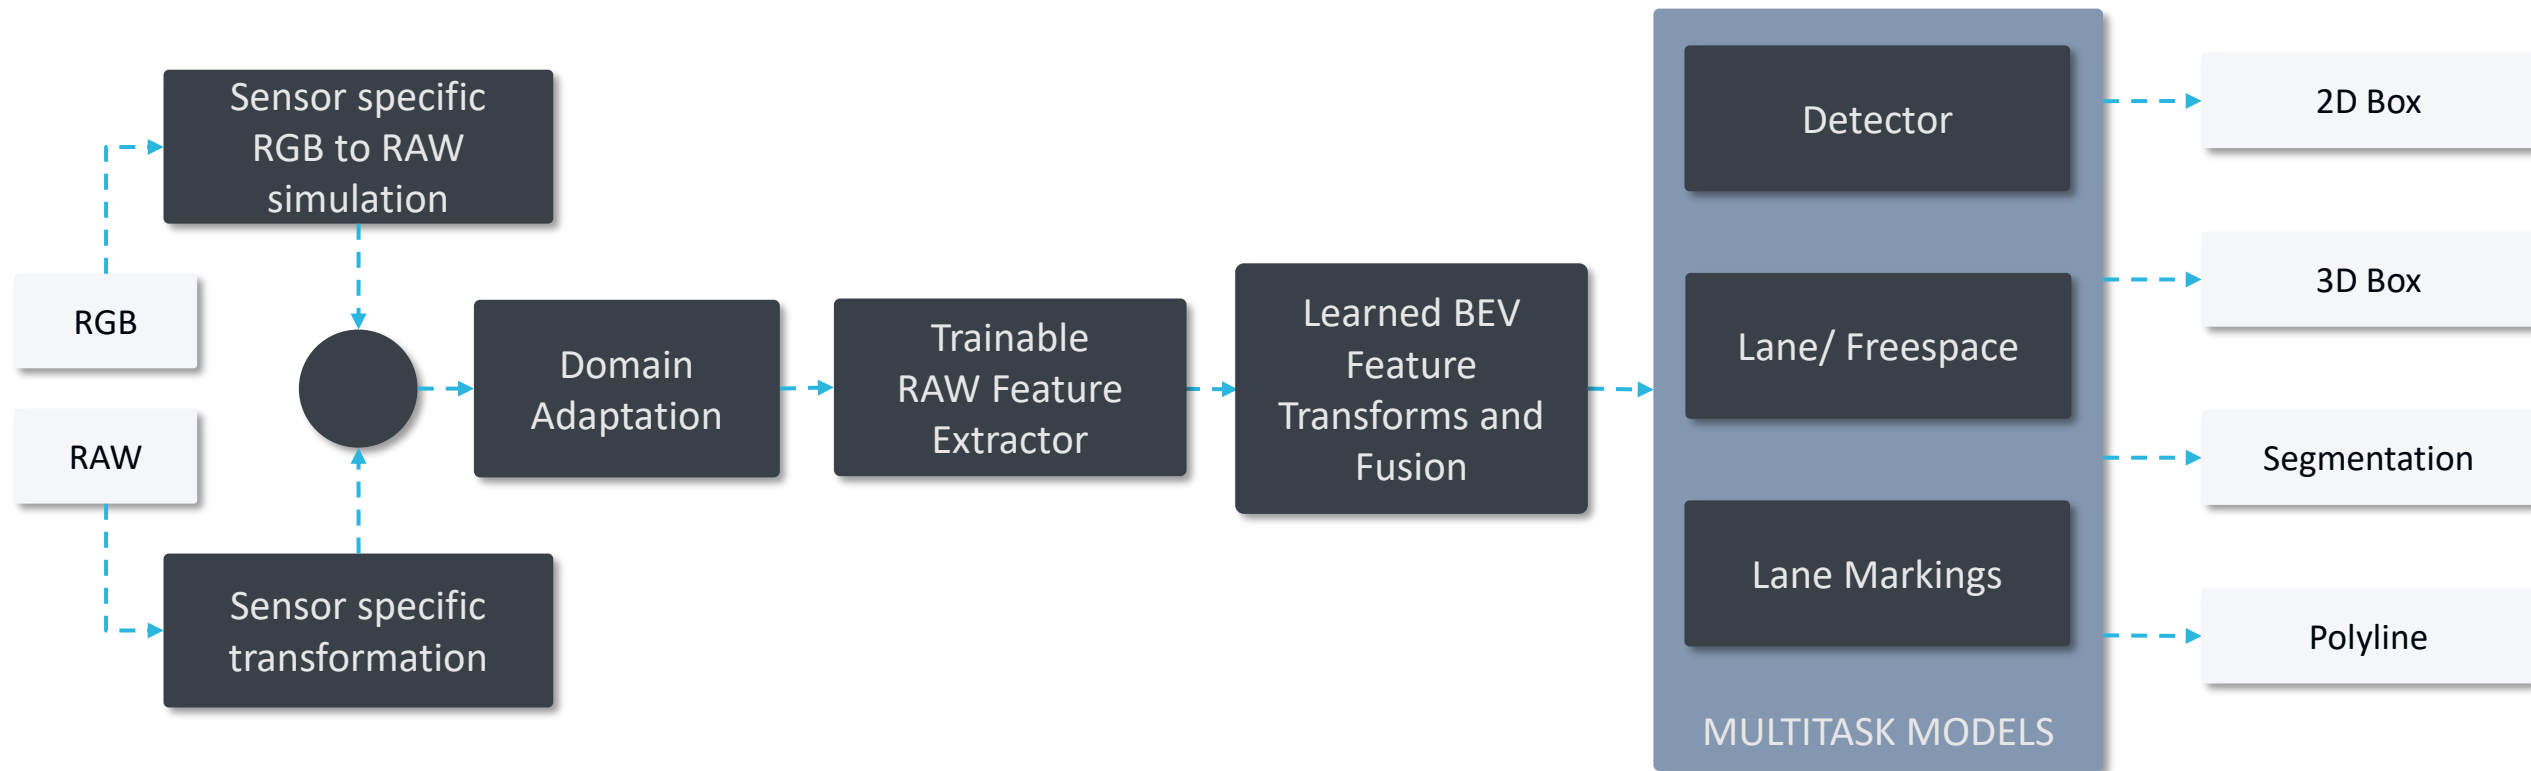 Sensor specific
RGB to RAW
simulation
RGB
RAW
Sensor specific
transformation
Domain
Adaptation
Trainable
RAW Feature
Extractor
Learned BEV
Feature
Transforms and
Fusion
Detector
Lane/ Freespace
Lane Markings
MULTITASK MODELS
2D Box
3D Box
Segmentation
Polyline